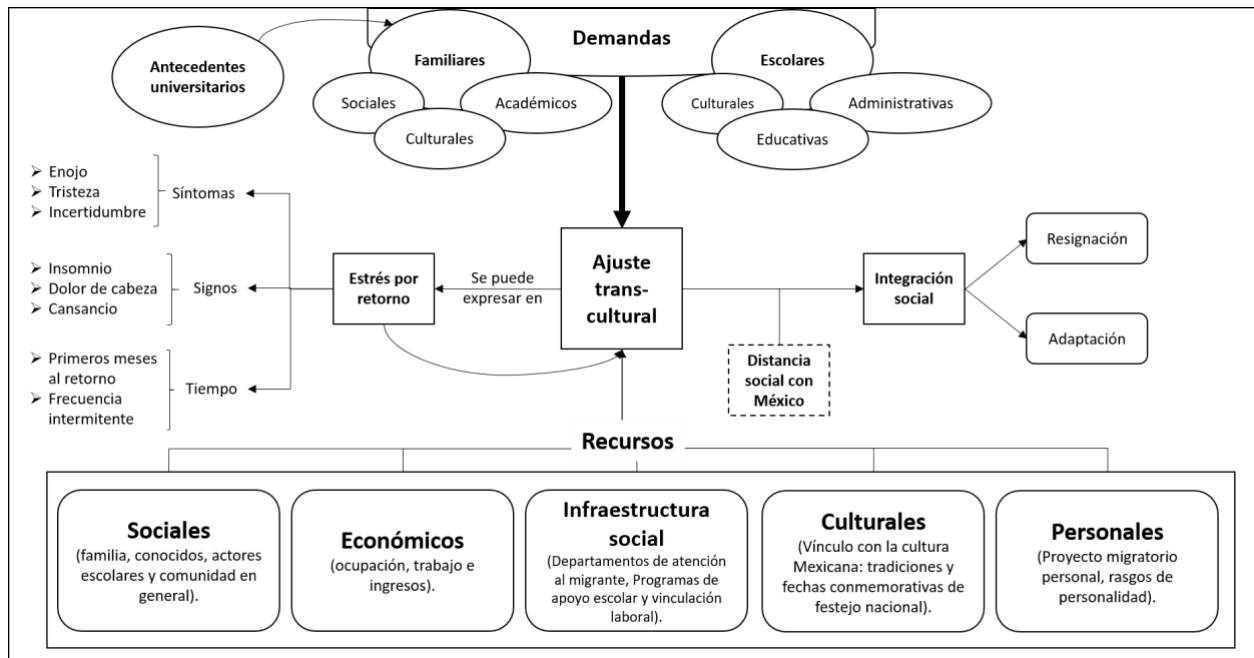 Demandas
Antecedentes
universitarios
Familiares
Sociales
Académicos
Culturales
Escolares
Culturales
Administrativas
Educativas
➢ Enojo
➢ Tristeza
➢ Incertidumbre
Síntomas
➢ Insomnio
➢ Dolor de cabeza
➢ Cansancio
Signos
➢ Primeros meses
al retorno
➢ Frecuencia
intermitente
Tiempo
Estrés por
retorno
Se puede
expresar en
Ajuste
trans-
cultural
Distancia
social con
México
Integración
social
Resignación
Adaptación
Recursos
Sociales
(familia, conocidos, actores
escolares y comunidad en
general).
Económicos
(ocupación, trabajo e
ingresos).
Infraestructura
social
(Departamentos de atención
al migrante, Programas de
apoyo escolar y vinculación
laboral).
Culturales
(Vínculo con la cultura
Mexicana: tradiciones y
fechas conmemorativas de
festejo nacional).
Personales
(Proyecto migratorio
personal, rasgos de
personalidad).